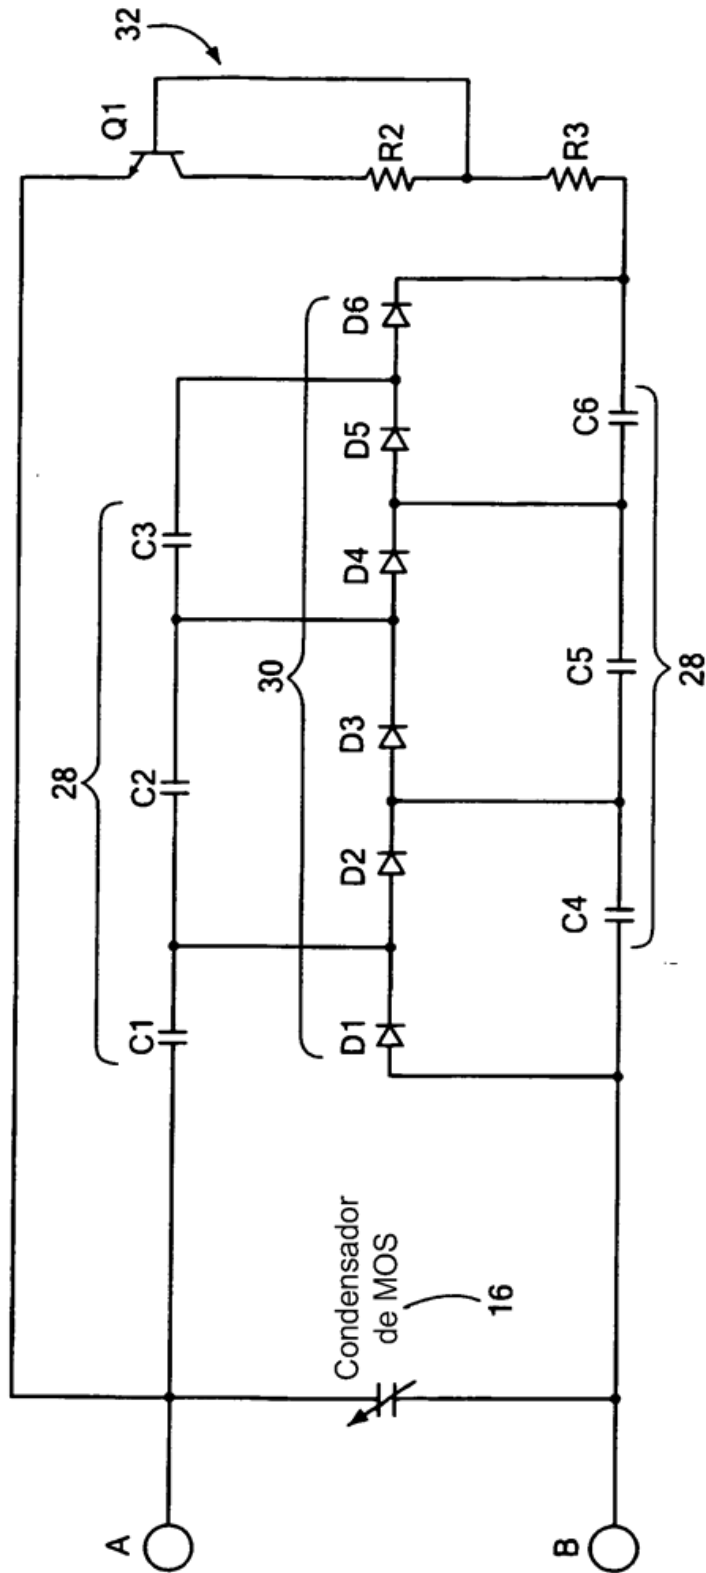 32
Q1
R2
R3
28
C3
C2
C1
30
D6
D5
D4
D3
D2
D1
C6
C5
C4
28
Condensador
de MOS
16
A
B